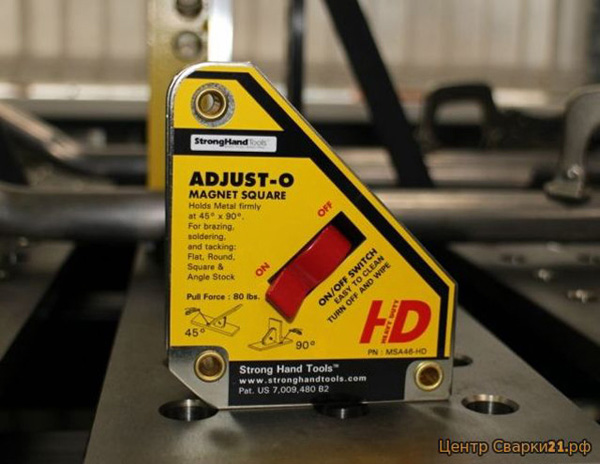 StrongHandTools™
ADJUST-O
MAGNET SQUARE
Holds Metal firmly
at 45° x 90°.
For brazing,
soldering,
and tacking:
Flat, Round,
Square &
Angle Stock
Pull Force : 80 lbs.
45°
90°
ON
OFF
ON/OFF SWITCH
EASY TO CLEAN
TURN OFF AND WIPE
HD
HEAVY DUTY
PN : MSA46-HD
Strong Hand Tools™
www.stronghandtools.com
Pat. US 7,009,480 B2
Центр Сварки21.рф